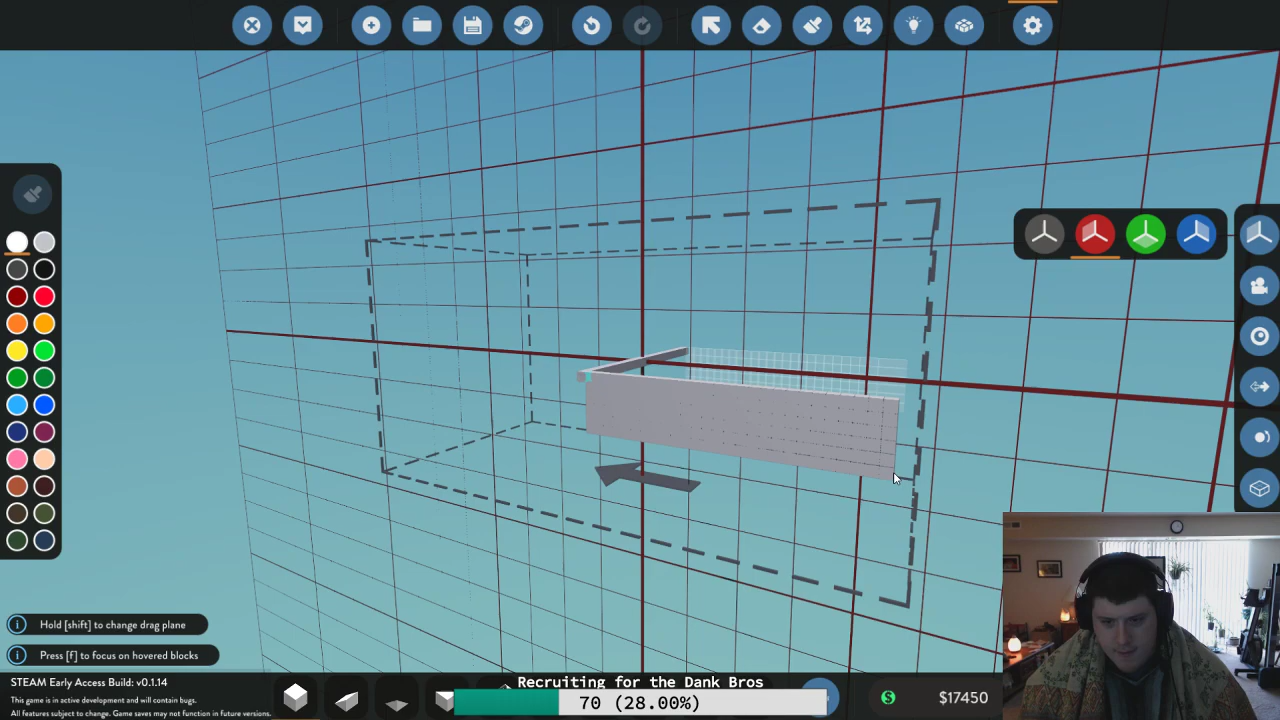 Hold [shift] to change drag plane
Press [f] to focus on hovered blocks
STEAM Early Access Build: v0.1.14
This game is in active development and will contain bugs.
All features subject to change. Game saves may not function in future versions.
Recruiting for the Dank Bros
70 (28.00%)
$17450